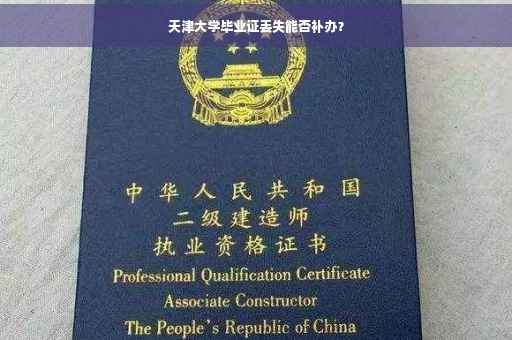 天津大学毕业证丢失能否补办?
中华人民共和国
二级建造师
执业资格证书
Professional Qualification Certificate
Associate Constructor
The People's Republic of China